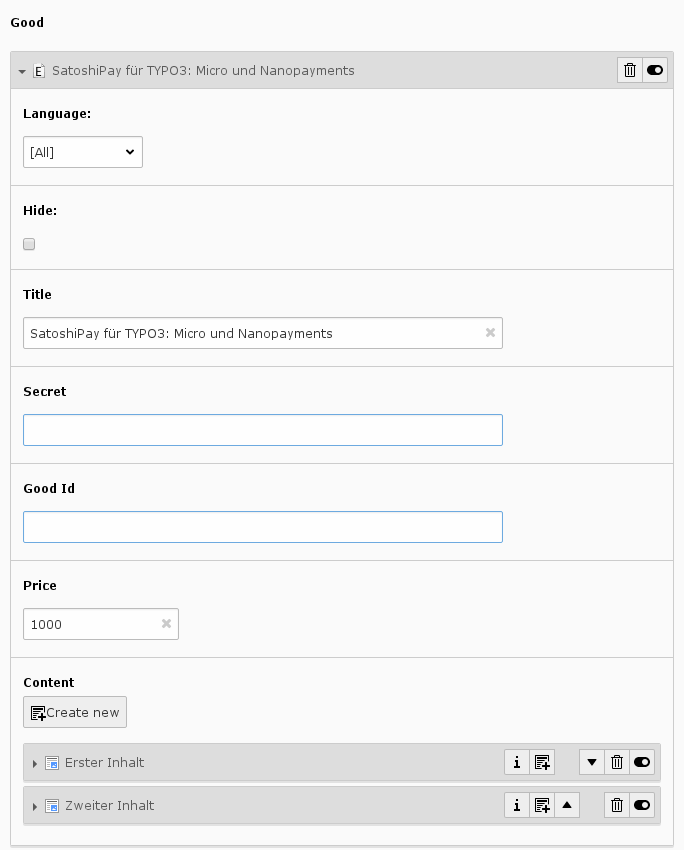 Good
SatoshiPay für TYPO3: Micro und Nanopayments
Language:
[All]
Hide:
Title
SatoshiPay für TYPO3: Micro und Nanopayments
Secret
Good Id
Price
1000
Content
Create new
Erster Inhalt
Zweiter Inhalt